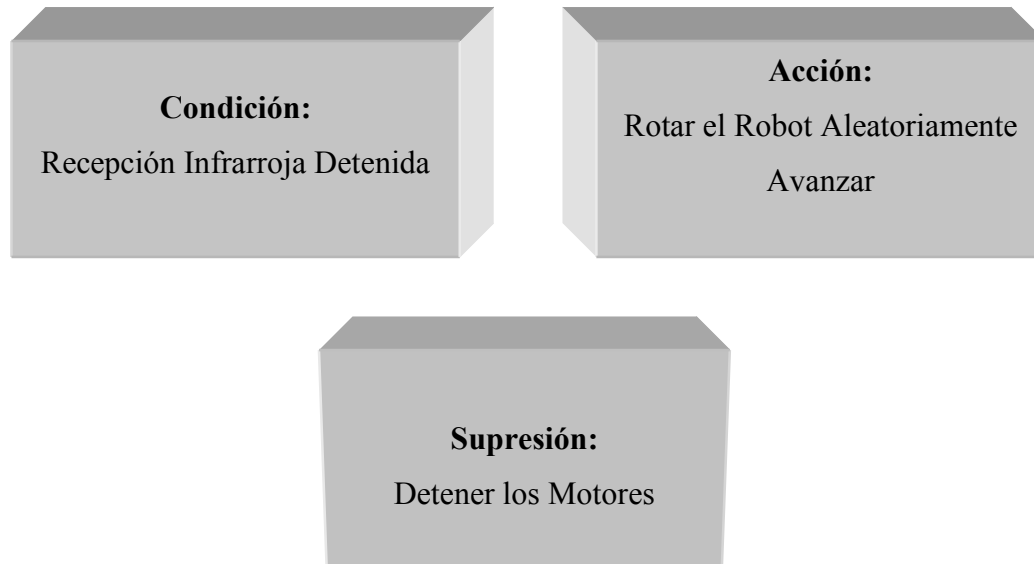 Condición:
Recepción Infrarroja Detenida
Acción:
Rotar el Robot Aleatoriamente
Avanzar
Supresión:
Detener los Motores